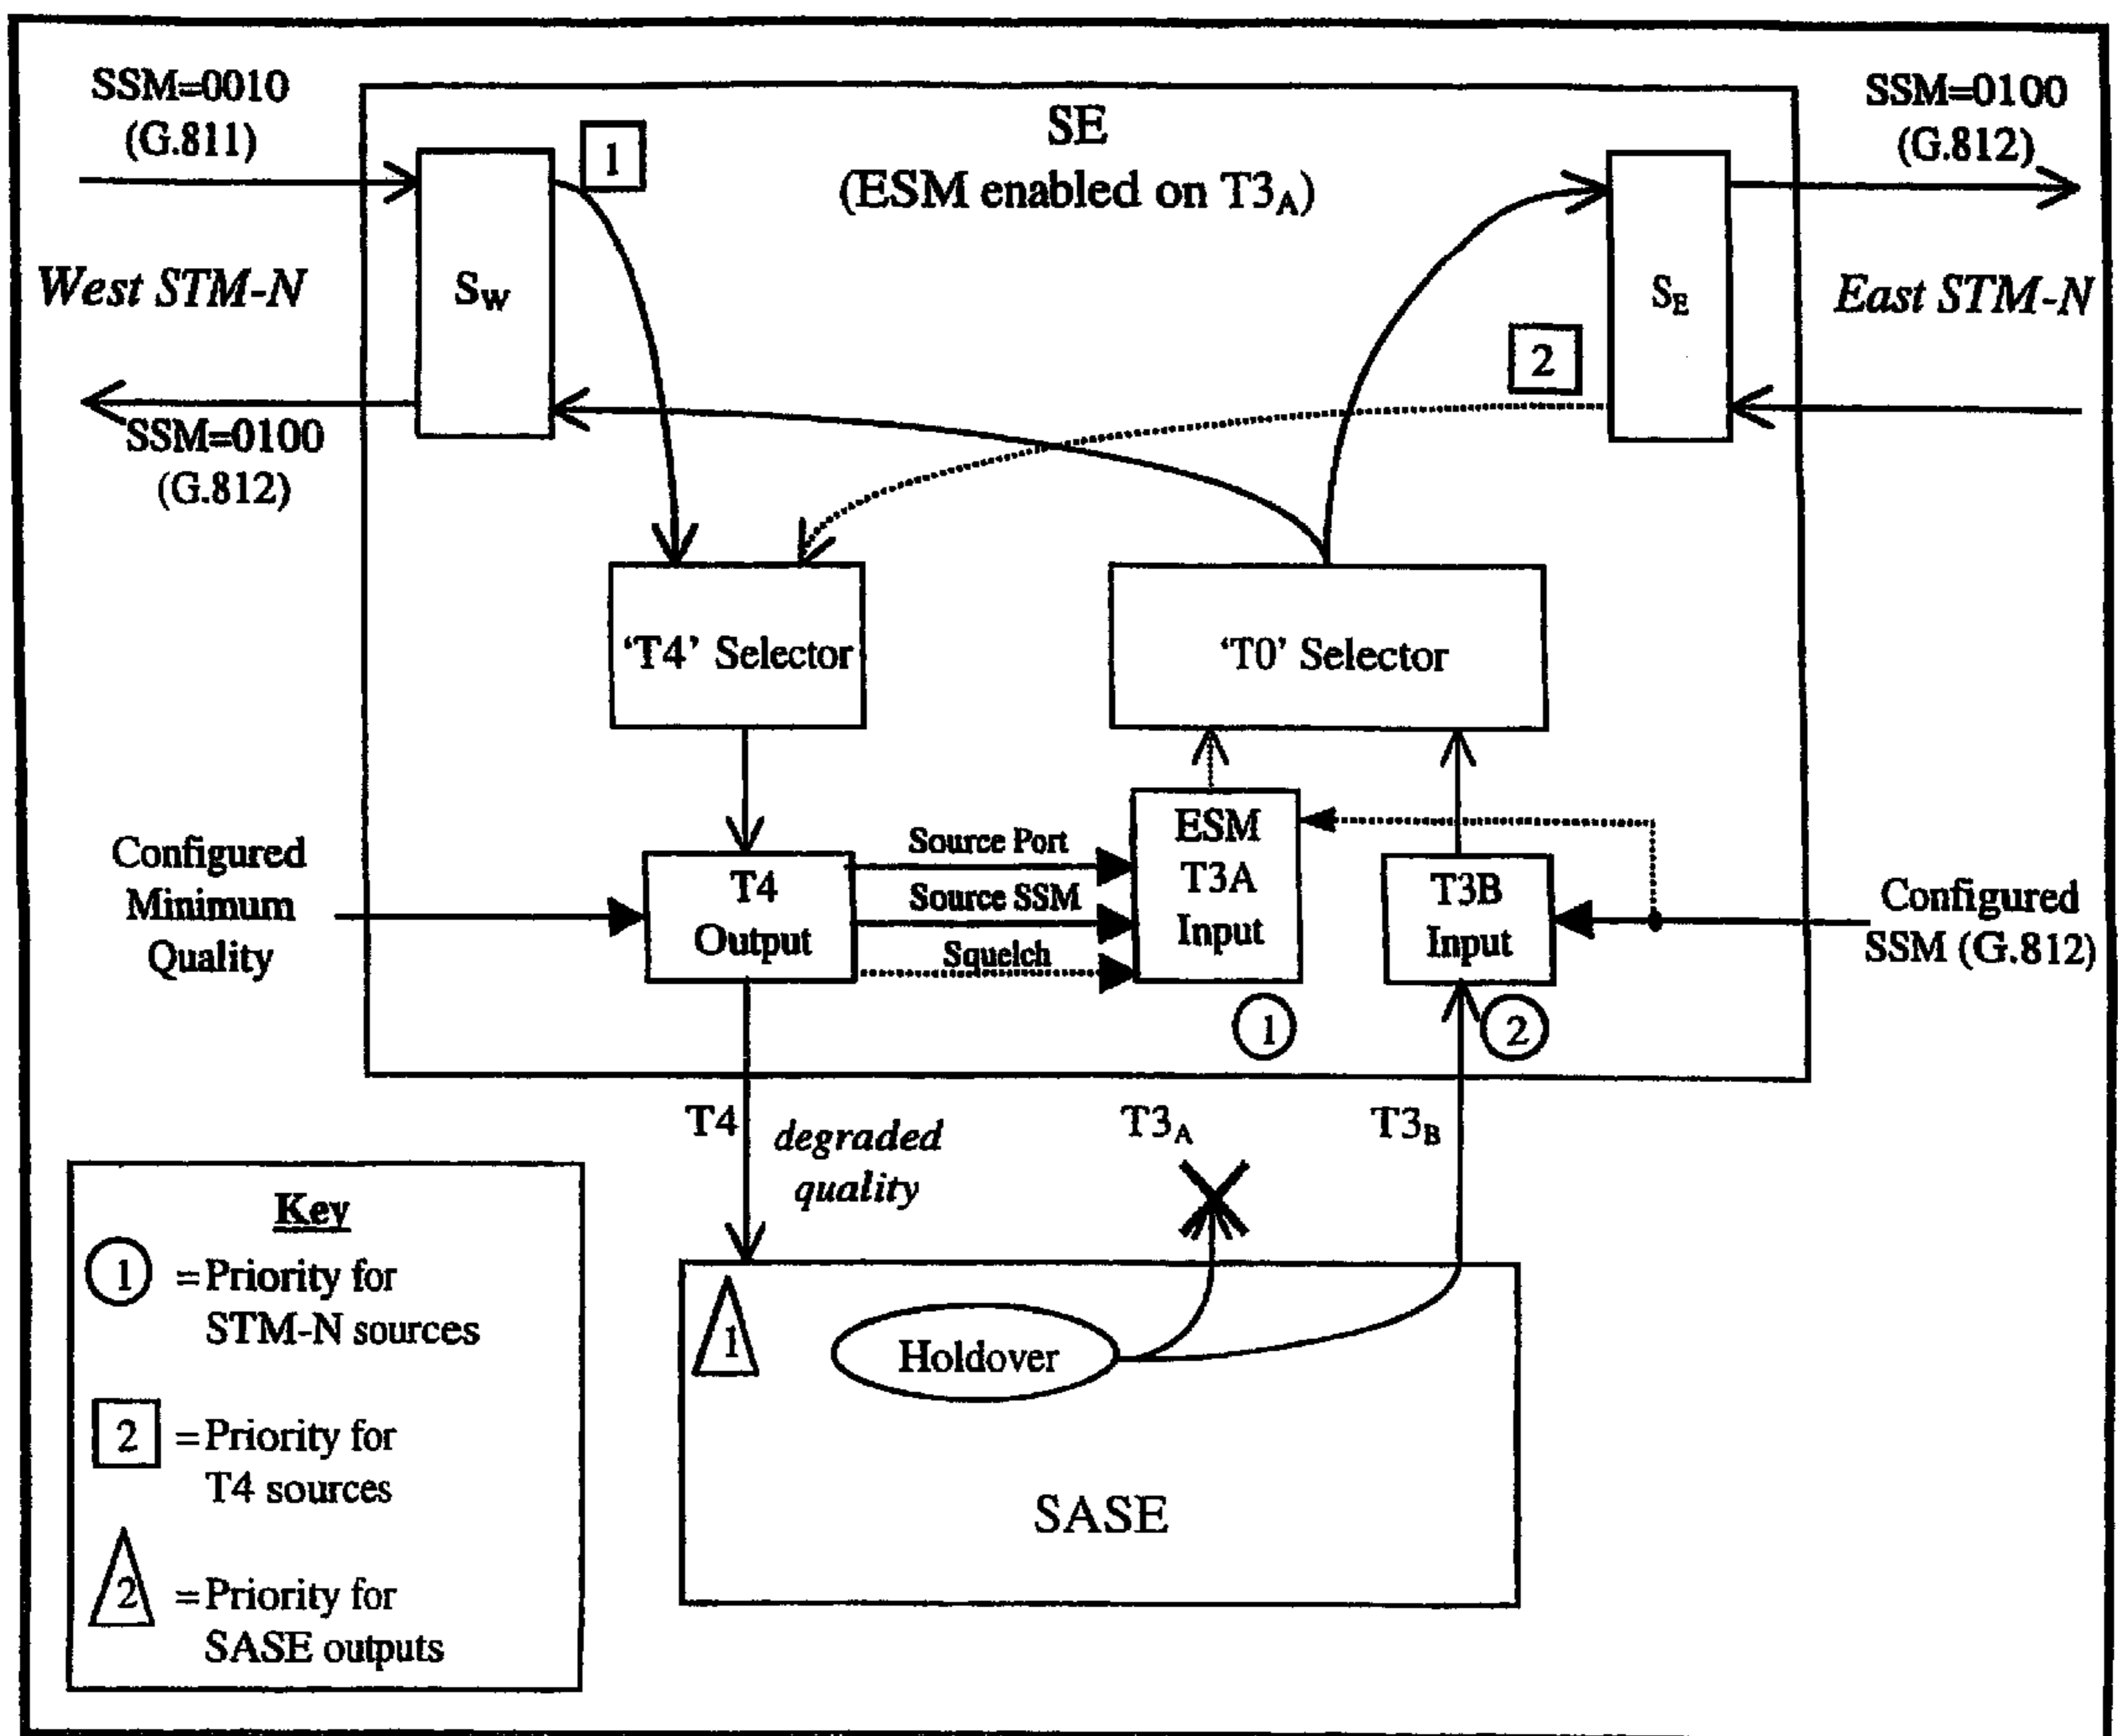 SSM=0010
(G.811)
SE
(ESM enabled on T3A)
SSM=0100
(G.812)
1
West STM-N
SW
SE
East STM-N
2
SSM=0100
(G.812)
'T4' Selector
'T0' Selector
Configured
Minimum
Quality
T4
Output
Source Port
Source SSM
Squelch
ESM
T3A
Input
T3B
Input
Configured
SSM (G.812)
1
2
T4
degraded
quality
T3A
T3B
Key
1 =Priority for
STM-N sources
2 =Priority for
T4 sources
2 =Priority for
SASE outputs
1
Holdover
SASE